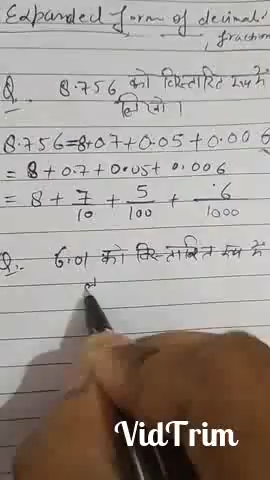 Expanded form of decimal
fraction
Q. 8.756 को विस्तारित रूप में
लिखो।
8.756=8+0.7+0.05+0.006
= 8+0.7+0.05+0.006
= 8 + 7/10 + 5/100 + 6/1000
Q. 6.01 को विस्तारित रूप में
VidTrim